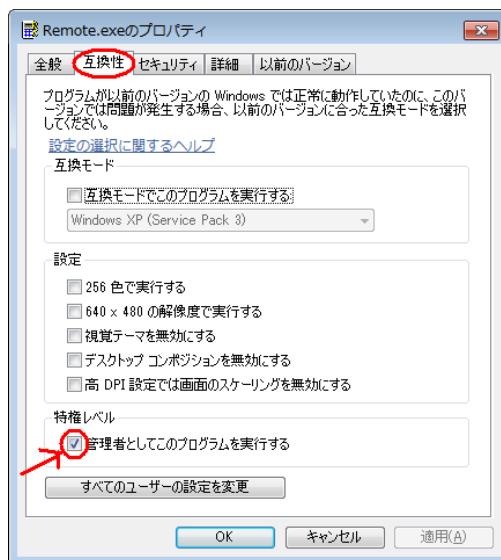 Remote.exeのプロパティ
全般 互換性 セキュリティ 詳細 以前のバージョン
プログラムが以前のバージョンの Windows では正常に動作していたのに、このバ
ージョンでは問題が発生する場合、以前のバージョンに合った互換モードを選択
してください。
設定の選択に関するヘルプ
互換モード
互換モードでこのプログラムを実行する:
Windows XP (Service Pack 3)
設定
256 色で実行する
640 x 480 の解像度で実行する
視覚テーマを無効にする
デスクトップ コンポジションを無効にする
高 DPI 設定では画面のスケーリングを無効にする
特権レベル
管理者としてこのプログラムを実行する
すべてのユーザーの設定を変更
OK キャンセル 適用(A)